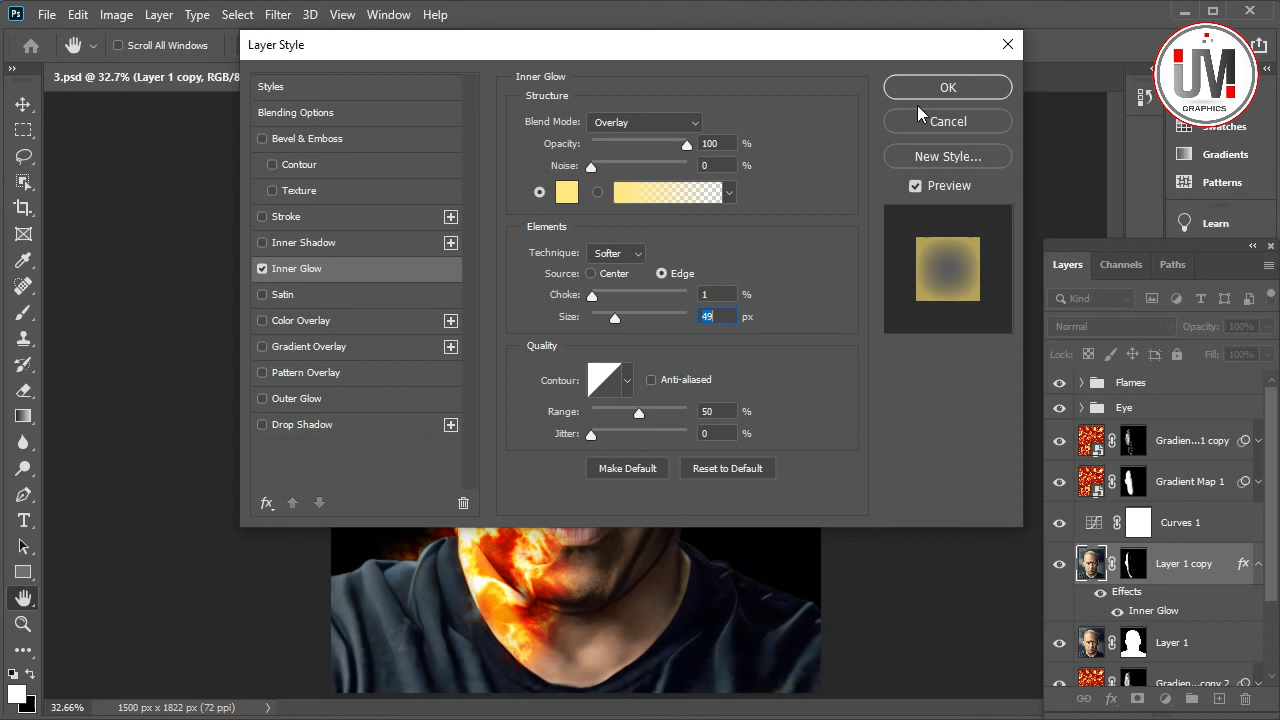 Ps File Edit Image Layer Type Select Filter 3D View Window Help
Scroll All Windows
3.psd @ 32.7% (Layer 1 copy, RGB/8
Layer Style
Styles
Blending Options
Bevel & Emboss
Contour
Texture
Stroke
Inner Shadow
Inner Glow
Satin
Color Overlay
Gradient Overlay
Pattern Overlay
Outer Glow
Drop Shadow
fx
Inner Glow
Structure
Blend Mode: Overlay
Opacity: 100 %
Noise: 0 %
Elements
Technique: Softer
Source: Center Edge
Choke: 1 %
Size: 49 px
Quality
Contour: Anti-aliased
Range: 50 %
Jitter: 0 %
Make Default Reset to Default
OK
Cancel
New Style...
Preview
UM
GRAPHICS
Swatches
Gradients
Patterns
Learn
Layers Channels Paths
Kind
Normal Opacity: 100%
Lock: Fill: 100%
Flames
Eye
Gradien...1 copy
Gradient Map 1
Curves 1
Layer 1 copy fx
Effects
Inner Glow
Layer 1
Gradien...copy 2
fx
32.66% 1500 px x 1822 px (72 ppi)